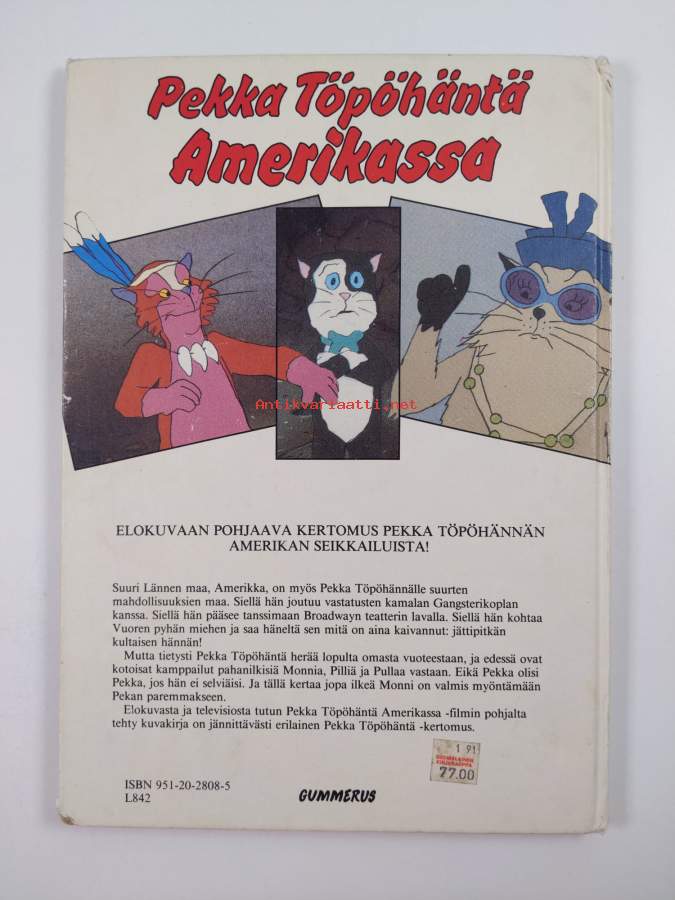 Pekka Töpöhäntä
Amerikassa
Antikvariaatti.net
ELOKUVAAN POHJAAVA KERTOMUS PEKKA TÖPÖHÄNNÄN
AMERIKAN SEIKKAILUISTA!
Suuri Lännen maa, Amerikka, on myös Pekka Töpöhännälle suurten
mahdollisuuksien maa. Siellä hän joutuu vastatusten kamalan Gangsterikoplan
kanssa. Siellä hän pääsee tanssimaan Broadwayn teatterin lavalla. Siellä hän kohtaa
Vuoren pyhän miehen ja saa häneltä sen mitä on aina kaivannut: jättipitkän
kultaisen hännän!
Mutta tietysti Pekka Töpöhäntä herää lopulta omasta vuoteestaan, ja edessä ovat
kotoisat kamppailut pahanilkisiä Monnia, Pilliä ja Pullaa vastaan. Eikä Pekka olisi
Pekka, jos hän ei selviäisi. Ja tällä kertaa jopa ilkeä Monni on valmis myöntämään
Pekan paremmakseen.
Elokuvasta ja televisiosta tutun Pekka Töpöhäntä Amerikassa -filmin pohjalta
tehty kuvakirja on jännittävästi erilainen Pekka Töpöhäntä -kertomus.
1 91
SUOMALAINEN
KIRJAKAUPPA
77.00
ISBN 951-20-2808-5
L842
GUMMERUS